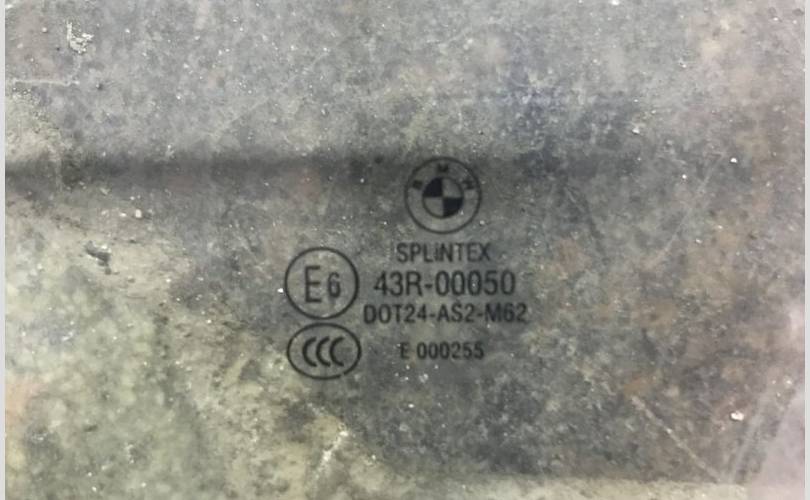 BMW
SPLINTEX
E6 43R-00050
DOT24-AS2-M62
CCC E 000255